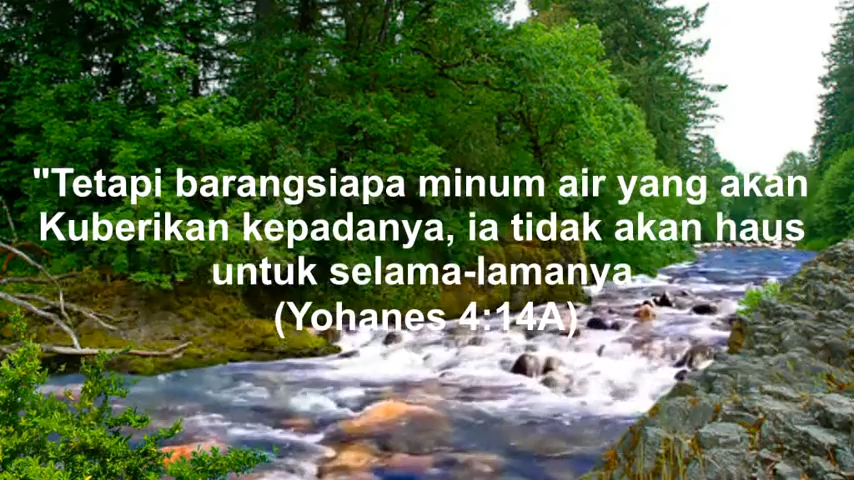 "Tetapi barangsiapa minum air yang akan
Kuberikan kepadanya, ia tidak akan haus
untuk selama-lamanya
(Yohanes 4:14A)